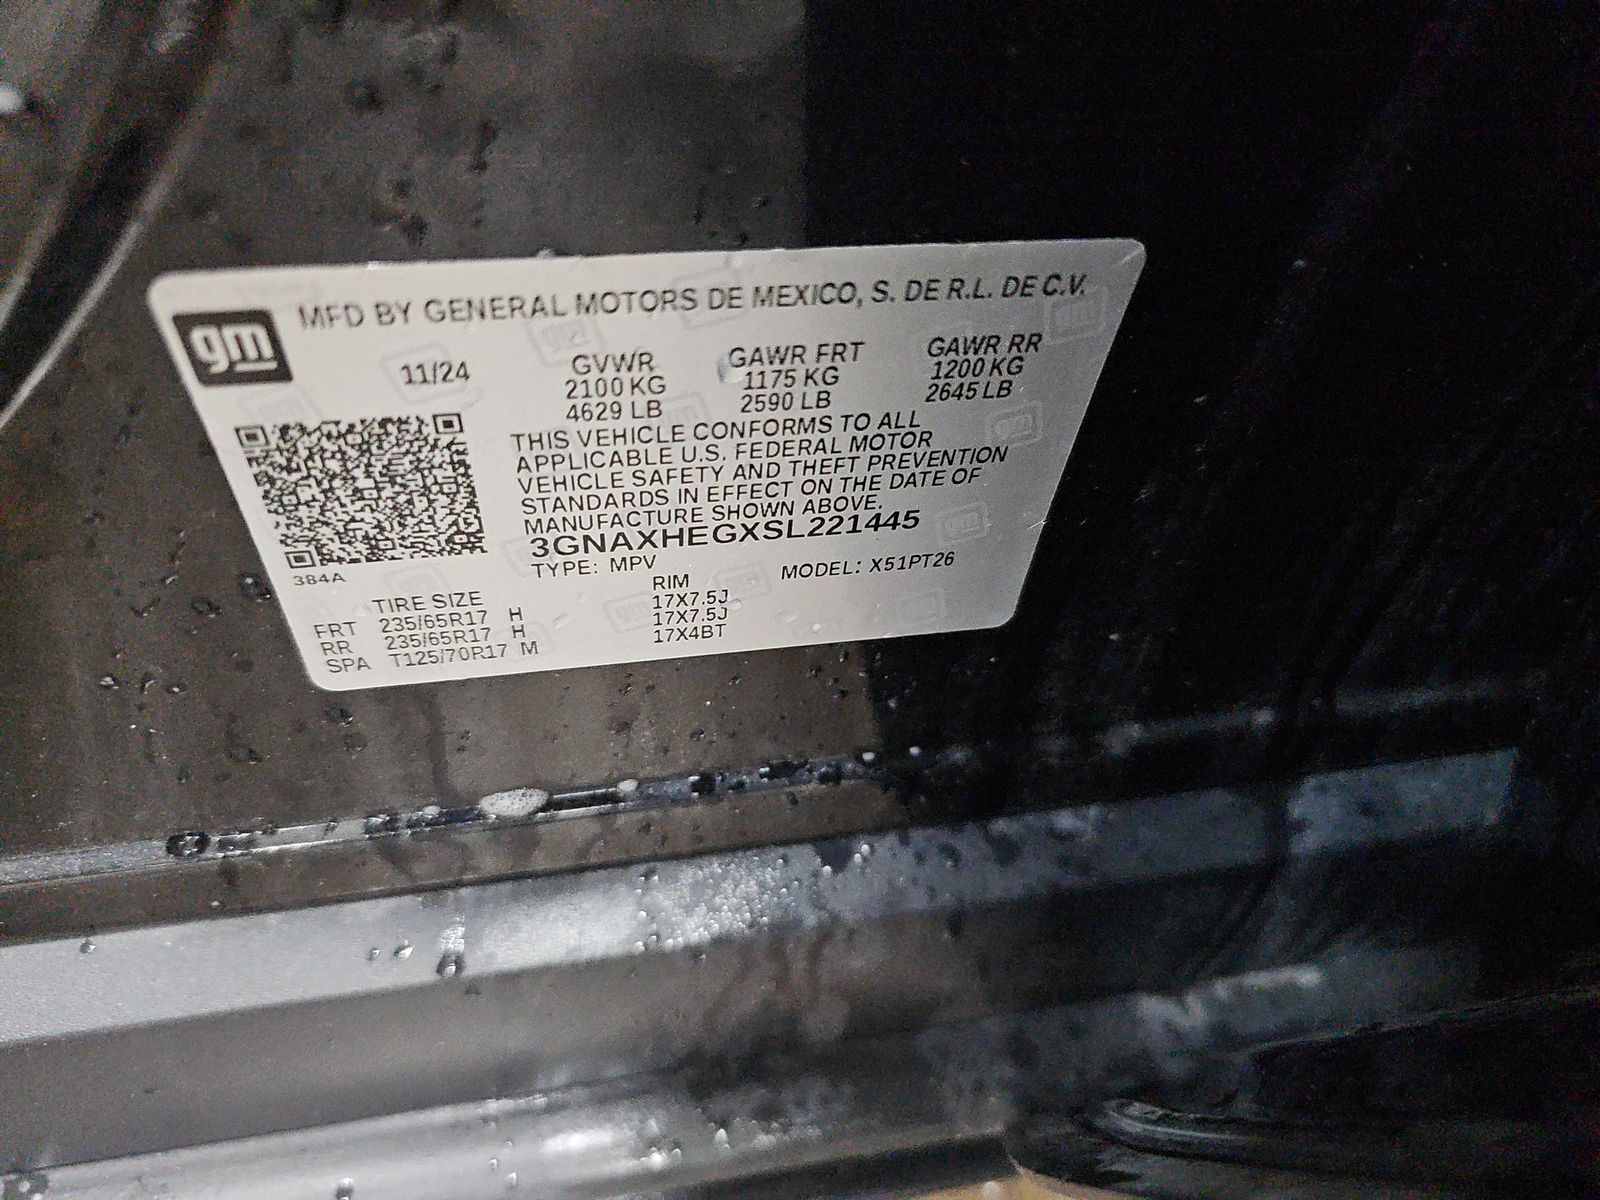 gm
MFD BY GENERAL MOTORS DE MEXICO, S. DE R.L. DE C.V.
11/24
GVWR GAWR FRT GAWR RR
2100 KG 1175 KG 1200 KG
4629 LB 2590 LB 2645 LB
THIS VEHICLE CONFORMS TO ALL
APPLICABLE U.S. FEDERAL MOTOR
VEHICLE SAFETY AND THEFT PREVENTION
STANDARDS IN EFFECT ON THE DATE OF
MANUFACTURE SHOWN ABOVE.
3GNAXHEGXSL221445
TYPE: MPV MODEL: X51PT26
384A
TIRE SIZE RIM
FRT 235/65R17 H 17X7.5J
RR 235/65R17 H 17X7.5J
SPA T125/70R17 M 17X4BT